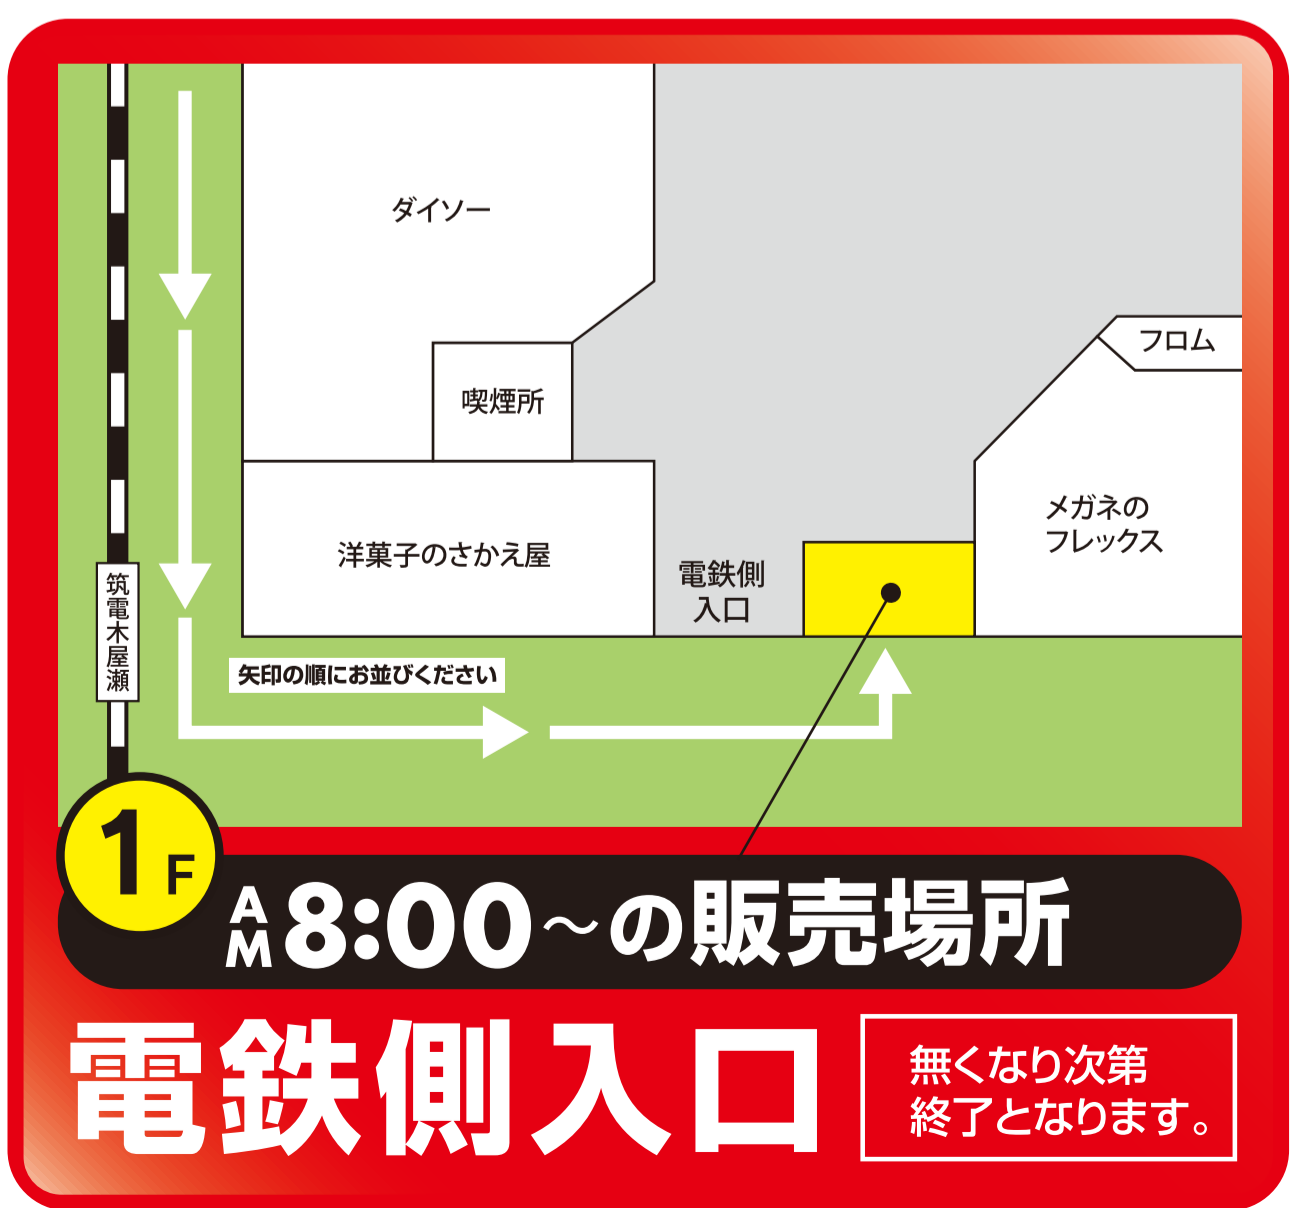 ダイソー
フロム
喫煙所
メガネの
フレックス
洋菓子のさかえ屋
電鉄側
入口
筑電木屋瀬
矢印の順にお並びください
1F
AM8:00～の販売場所
電鉄側入口
無くなり次第
終了となります。